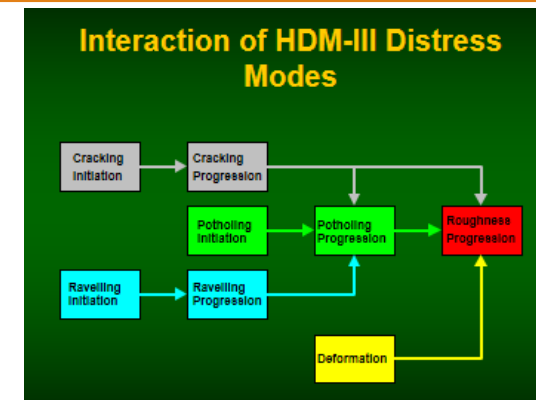 Interaction of HDM-III Distress
Modes
Cracking
Initiation
Cracking
Progression
Potholing
Initiation
Potholing
Progression
Roughness
Progression
Ravelling
Initiation
Ravelling
Progression
Deformation